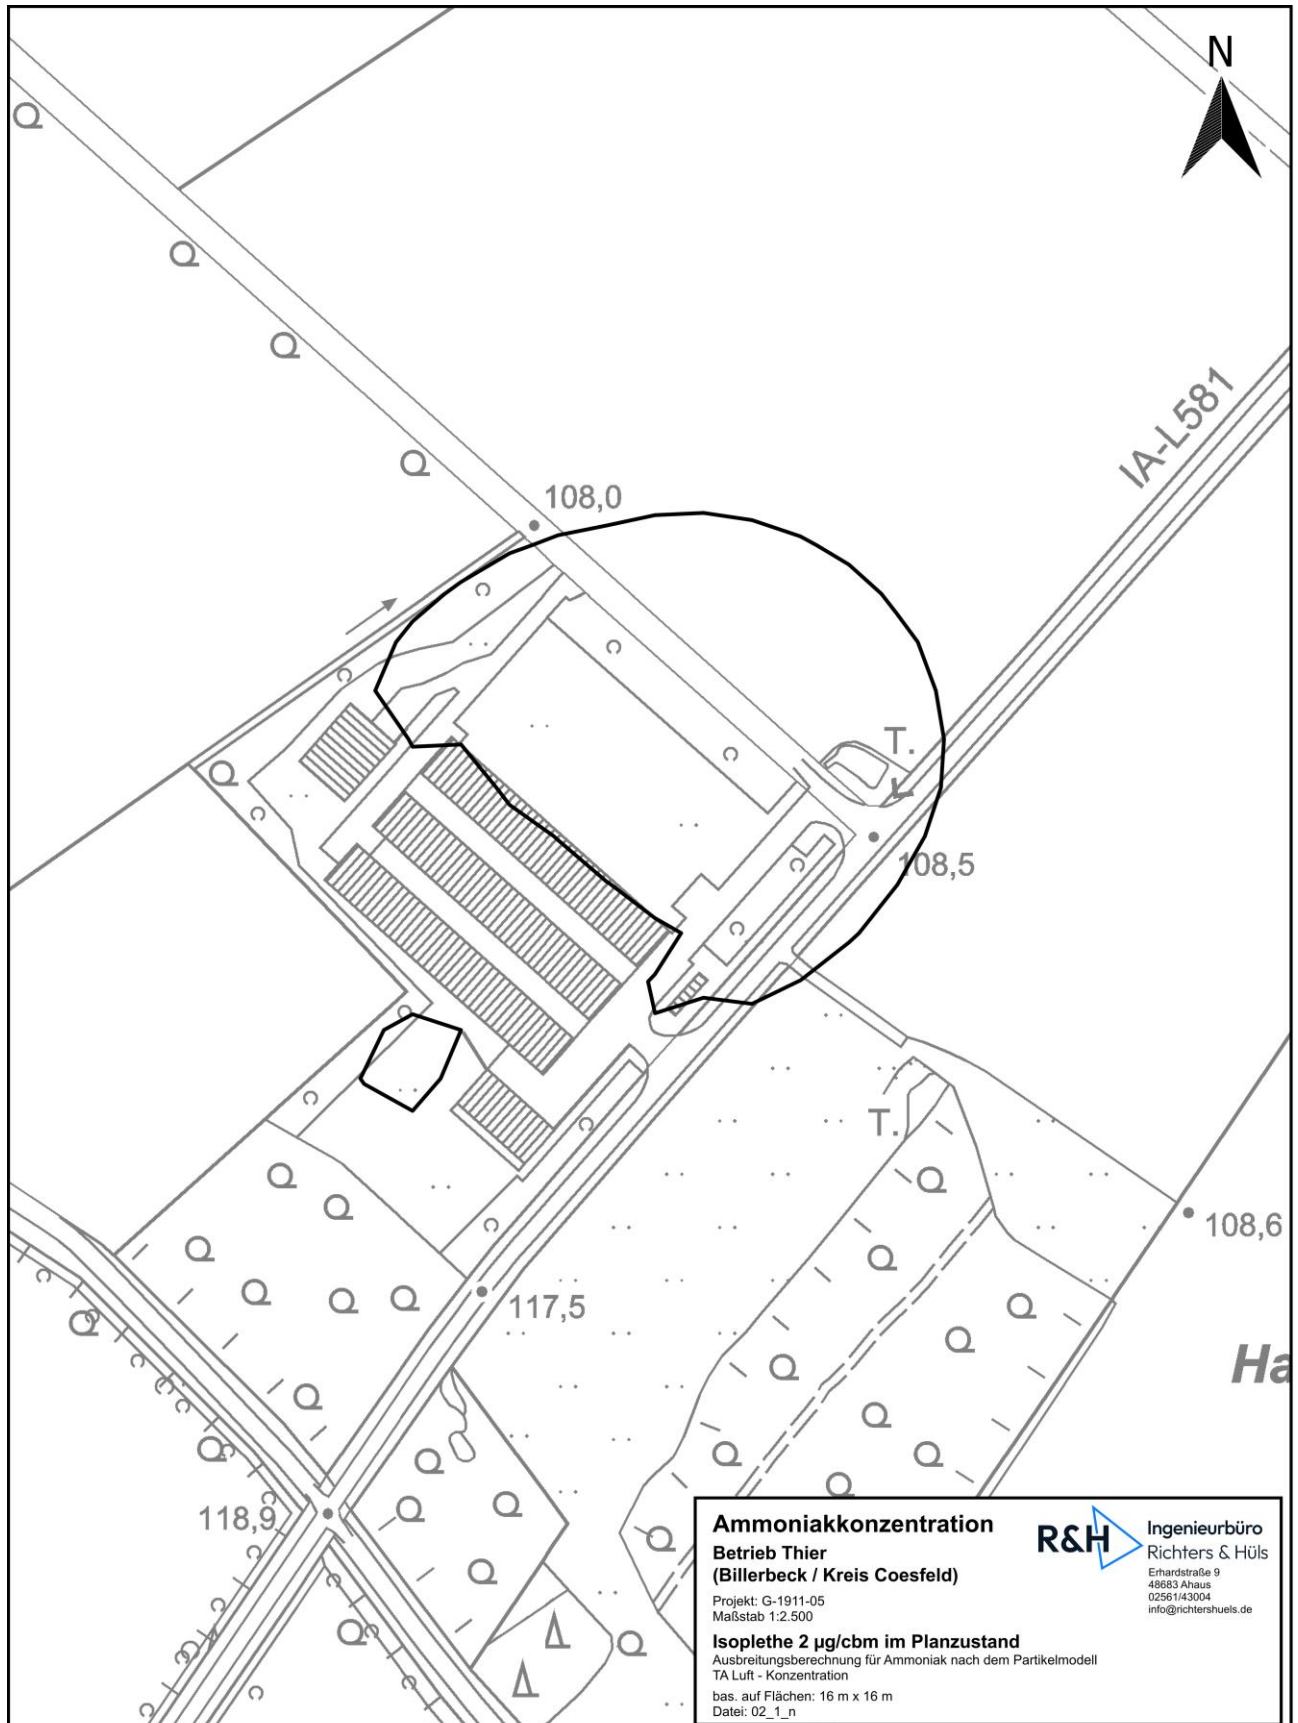 N
108,0
IA-L581
T.
108,5
T.
108,6
117,5
Ha
118,9
Ammoniakkonzentration
Betrieb Thier
(Billerbeck / Kreis Coesfeld)
Projekt: G-1911-05
Maßstab 1:2.500
Isoplethe 2 µg/cbm im Planzustand
Ausbreitungsberechnung für Ammoniak nach dem Partikelmodell
TA Luft - Konzentration
bas. auf Flächen: 16 m x 16 m
Datei: 02_1_n
R&H
Ingenieurbüro
Richters & Hüls
Erhardstraße 9
48683 Ahaus
02561/43004
info@richtershuels.de